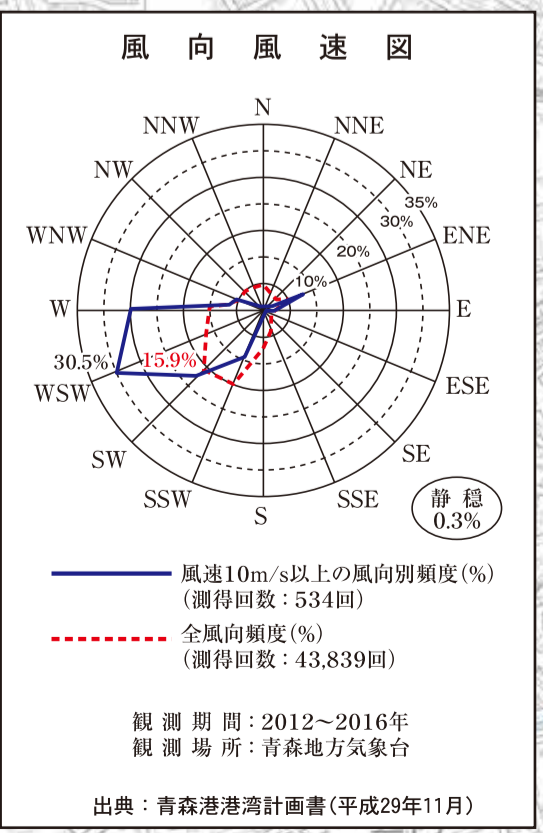 風向風速図
N
NNW
NNE
NW
NE
35%
30%
WNW
ENE
20%
10%
W
E
30.5%
15.9%
WSW
ESE
SW
SE
SSW
SSE
S
静穏
0.3%
風速10m/s以上の風向別頻度(%)
(測得回数：534回)
全風向頻度(%)
(測得回数：43,839回)
観測期間：2012～2016年
観測場所：青森地方気象台
出典：青森港港湾計画書(平成29年11月)